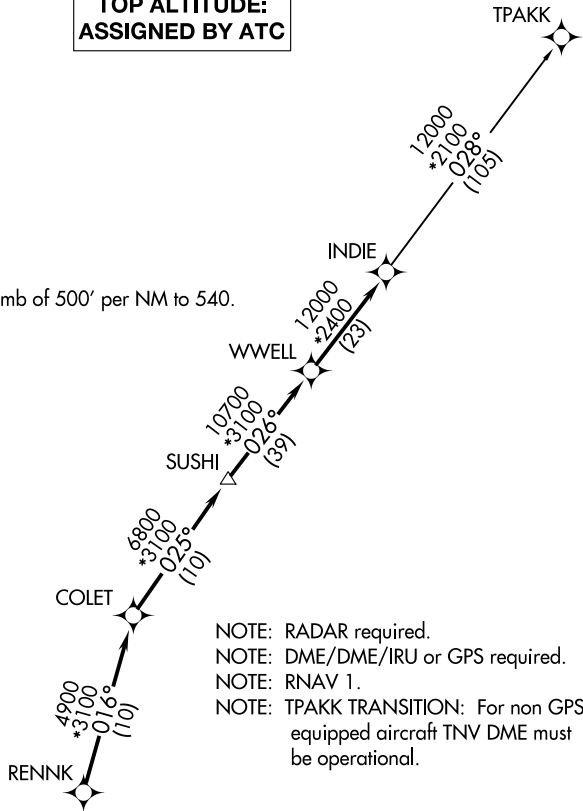 TOP ALTITUDE:
ASSIGNED BY ATC
TPAKK
12000
*2100
028°
(105)
INDIE
mb of 500' per NM to 540.
12000
*2400
(23)
WWELL
10700
*3100
026°
(39)
SUSHI
6800
*3100
025°
(10)
COLET
NOTE: RADAR required.
NOTE: DME/DME/IRU or GPS required.
NOTE: RNAV 1.
NOTE: TPAKK TRANSITION: For non GPS
equipped aircraft TNV DME must
be operational.
4900
*3100
016°
(10)
RENNK